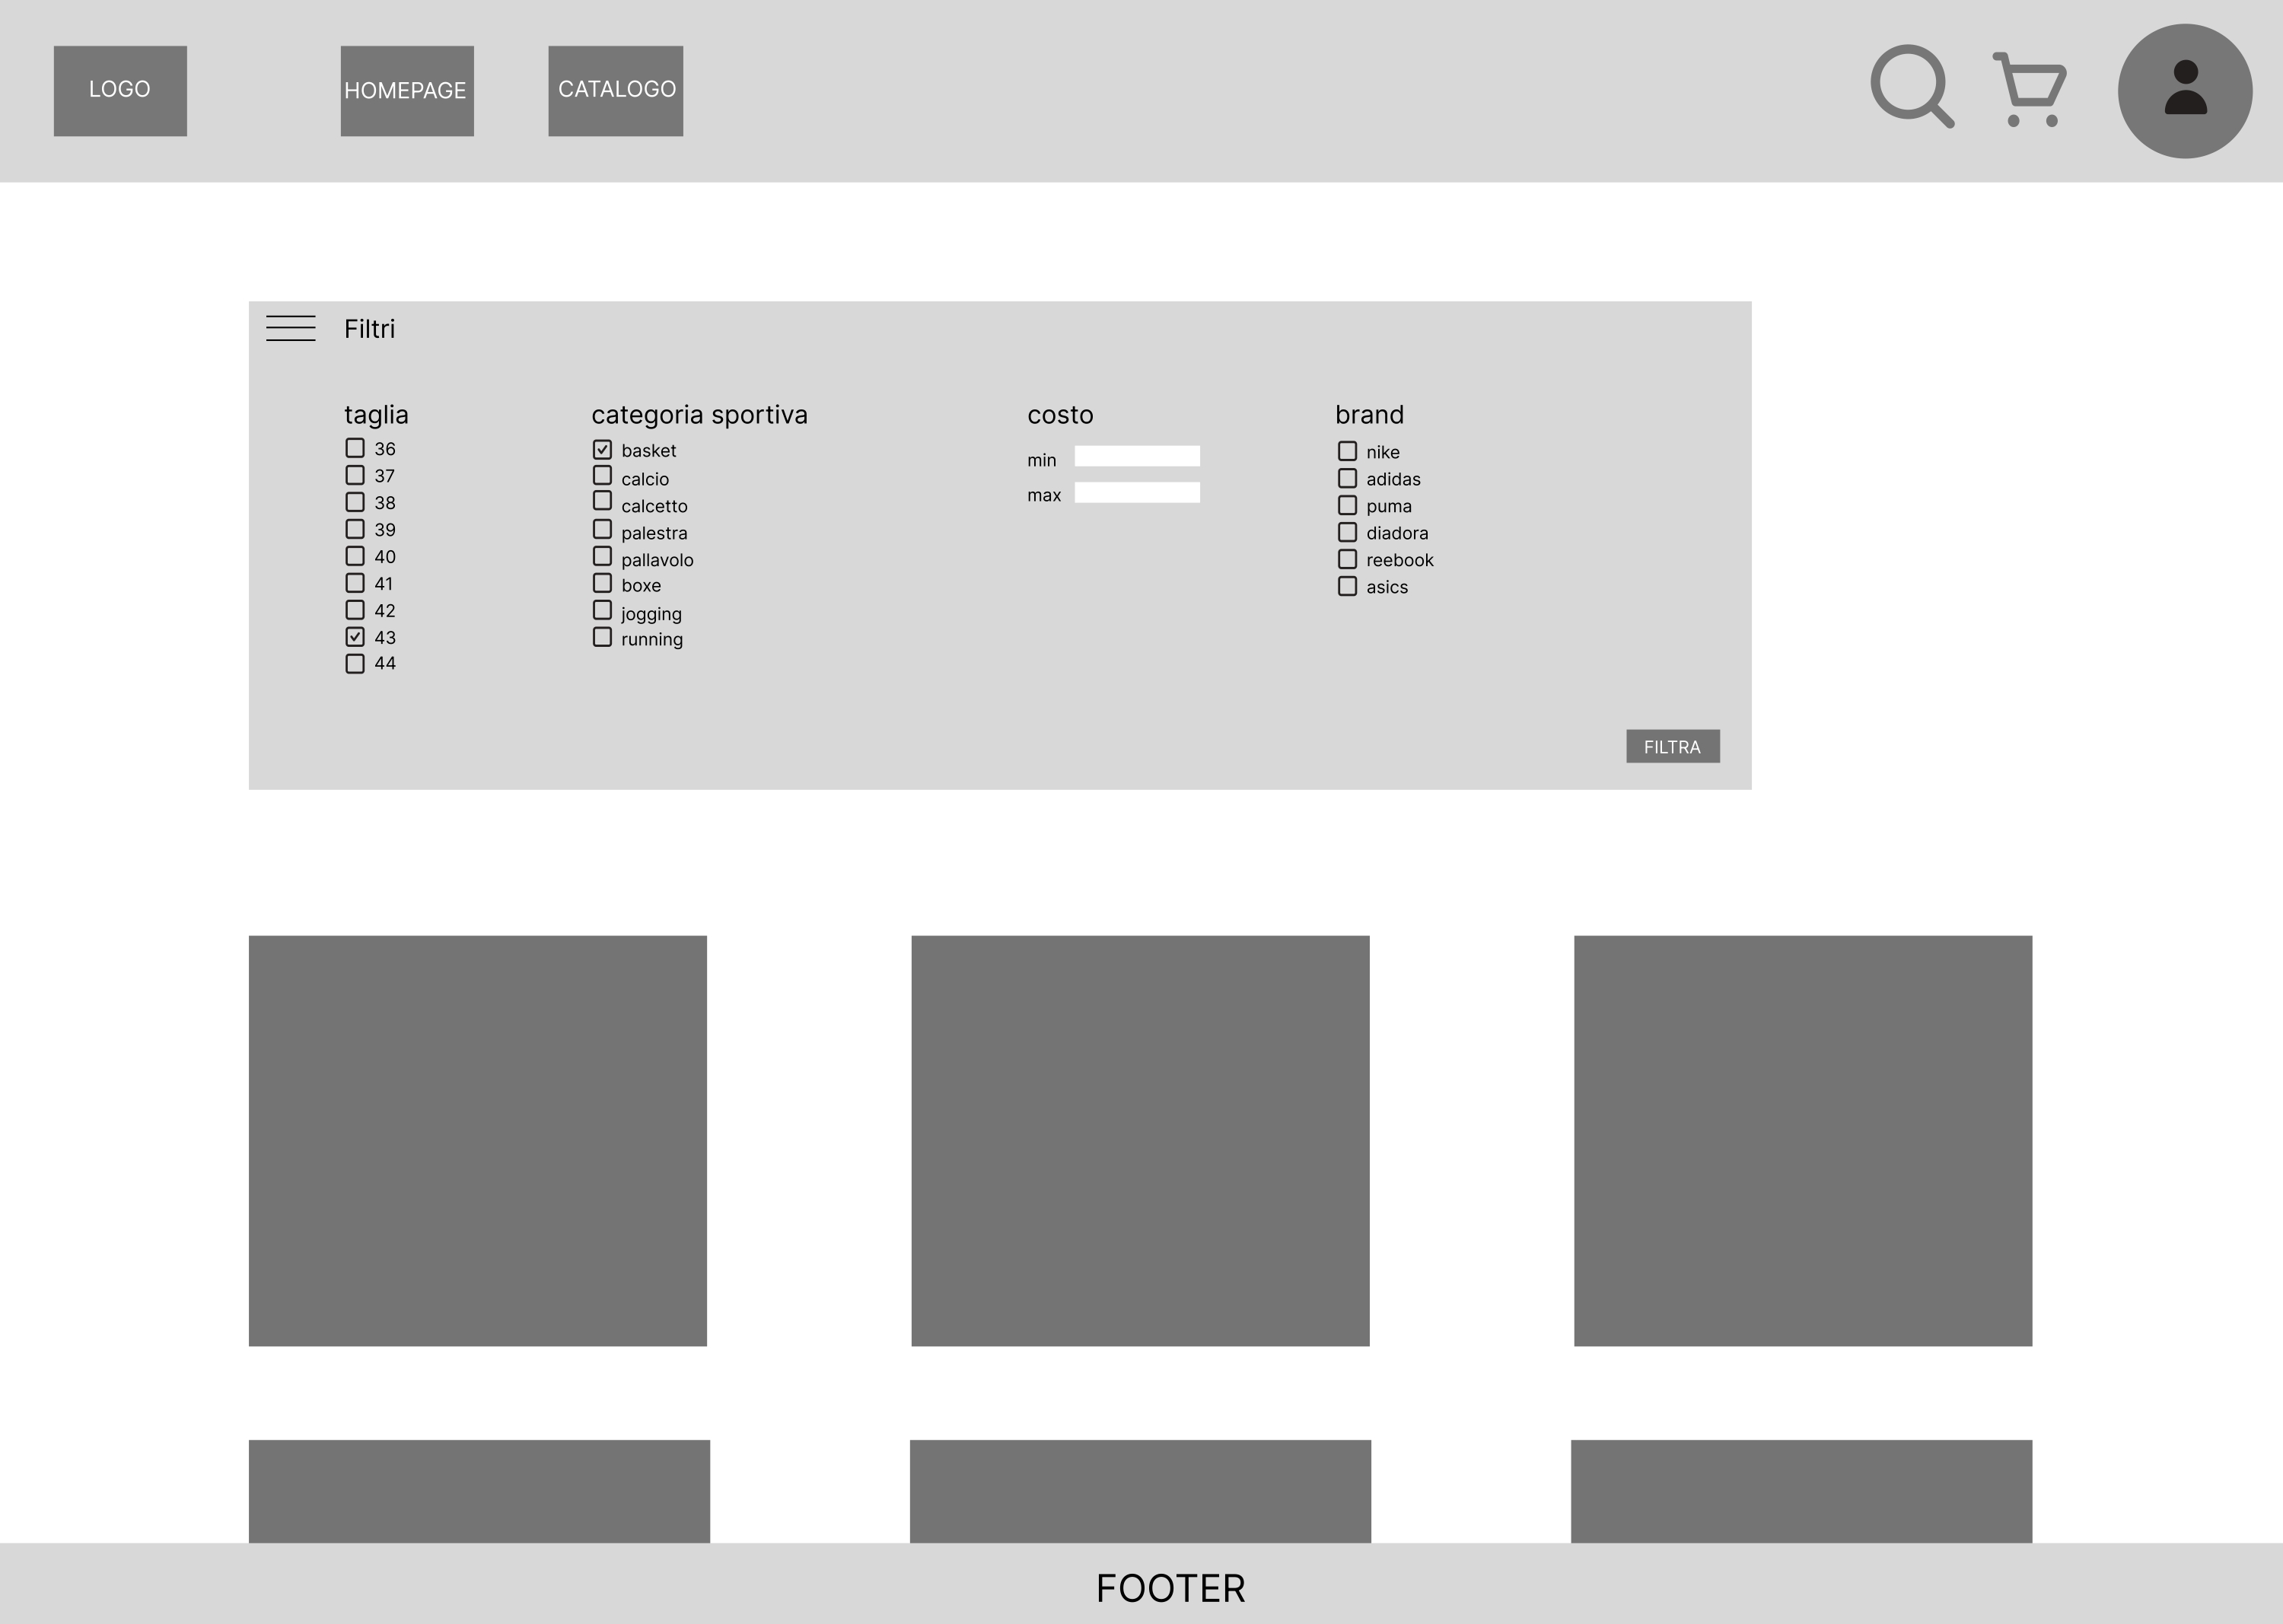 LOGO
HOMEPAGE
CATALOGO
Filtri
taglia
36
37
38
39
40
41
42
43
44
categoria sportiva
basket
calcio
calcetto
palestra
pallavolo
boxe
jogging
running
costo
min
max
brand
nike
adidas
puma
diadora
reebook
asics
FILTRA
FOOTER